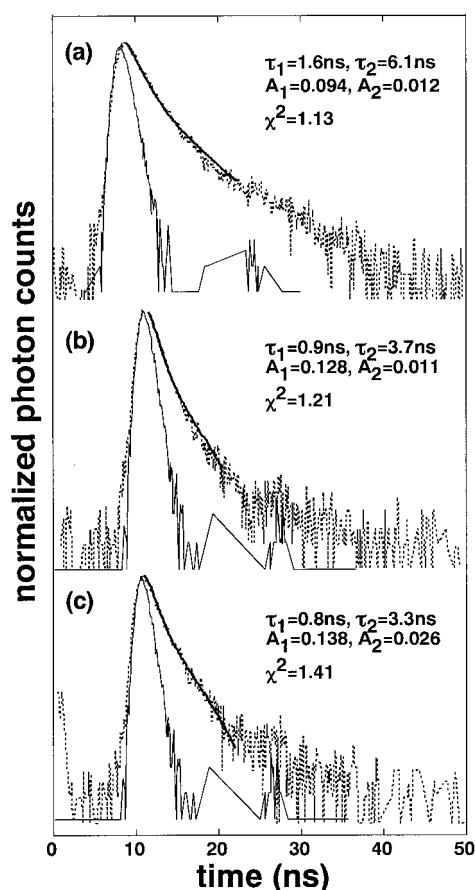 (a)
τ1=1.6ns, τ2=6.1ns
A1=0.094, A2=0.012
χ²=1.13
normalized photon counts
(b)
τ1=0.9ns, τ2=3.7ns
A1=0.128, A2=0.011
χ²=1.21
(c)
τ1=0.8ns, τ2=3.3ns
A1=0.138, A2=0.026
χ²=1.41
0 10 20 30 40 50
time (ns)